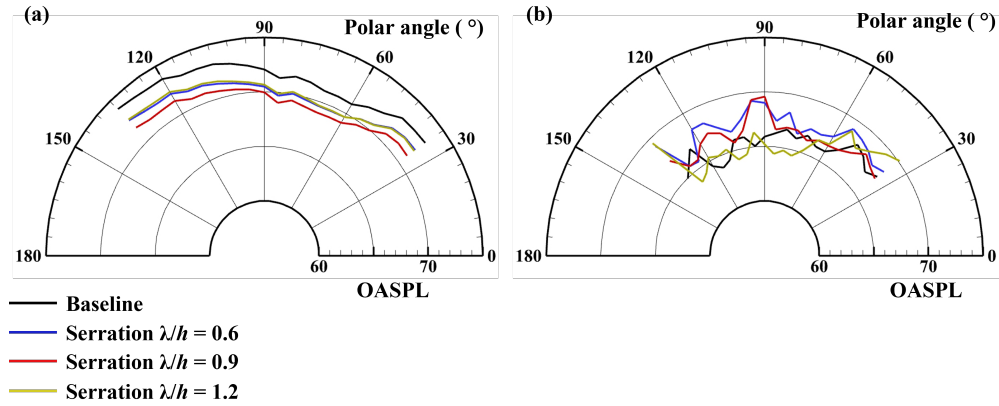 (a)
Polar angle ( °)
90
120
60
150
30
180
0
60
70
OASPL
(b)
Polar angle ( °)
90
120
60
150
30
180
0
60
70
OASPL
Baseline
Serration λ/h = 0.6
Serration λ/h = 0.9
Serration λ/h = 1.2